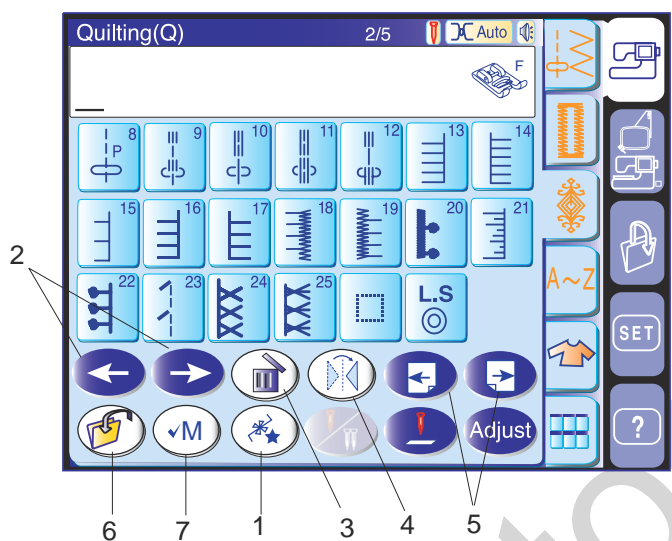 Quilting(Q) 2/5 Auto
F
8 9 10 11 12 13 14
P
15 16 17 18 19 20 21
22 23 24 25 L.S
A~Z
SET
✓M Adjust ?
2
6 7 1 3 4 5
to